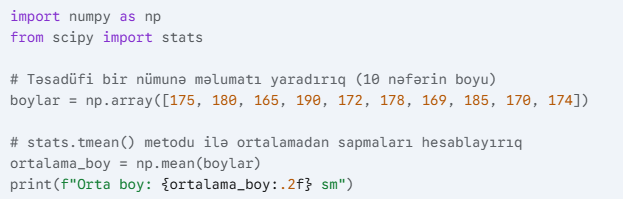 import numpy as np
from scipy import stats

# Təsadüfi bir nümunə məlumatı yaradırıq (10 nəfərin boyu)
boylar = np.array([175, 180, 165, 190, 172, 178, 169, 185, 170, 174])

# stats.tmean() metodu ilə ortalamadan sapmaları hesablayırıq
ortalama_boy = np.mean(boylar)
print(f"Orta boy: {ortalama_boy:.2f} sm")